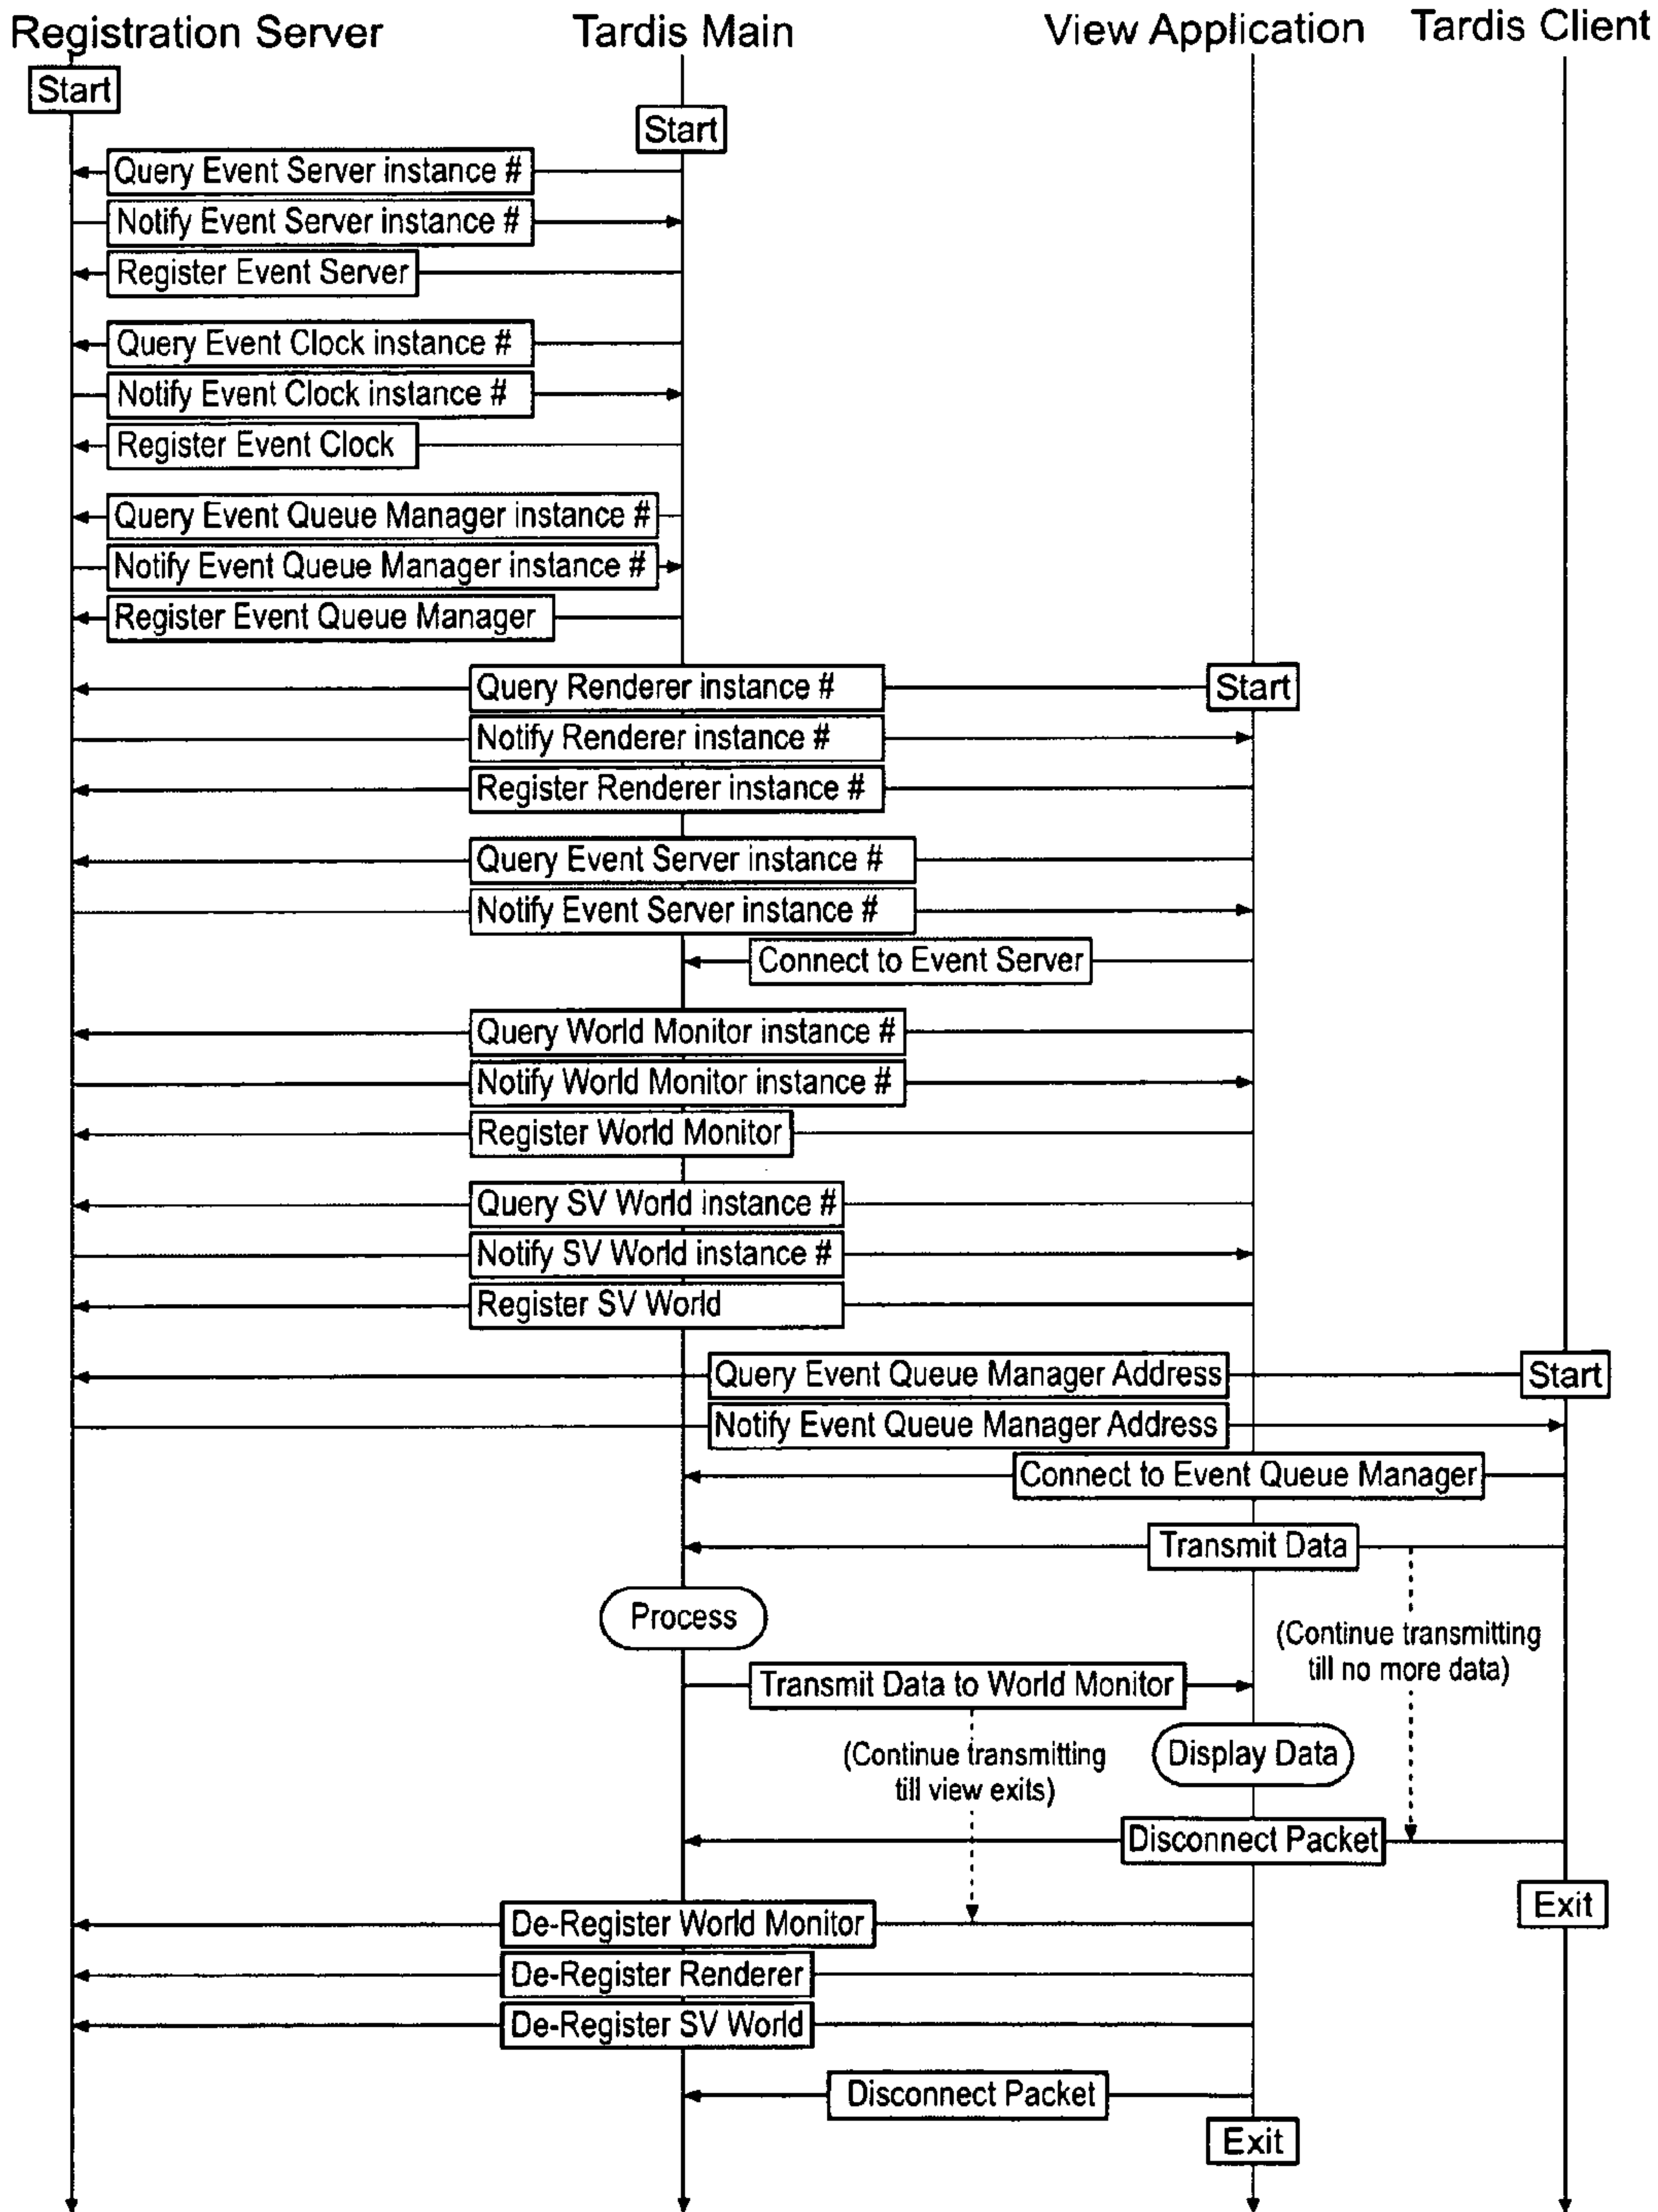 Registration Server
Tardis Main
View Application
Tardis Client
Start
Start
Query Event Server instance #
Notify Event Server instance #
Register Event Server
Query Event Clock instance #
Notify Event Clock instance #
Register Event Clock
Query Event Queue Manager instance #
Notify Event Queue Manager instance #
Register Event Queue Manager
Query Renderer instance #
Start
Notify Renderer instance #
Register Renderer instance #
Query Event Server instance #
Notify Event Server instance #
Connect to Event Server
Query World Monitor instance #
Notify World Monitor instance #
Register World Monitor
Query SV World instance #
Notify SV World instance #
Register SV World
Query Event Queue Manager Address
Start
Notify Event Queue Manager Address
Connect to Event Queue Manager
Transmit Data
Process
(Continue transmitting
till no more data)
Transmit Data to World Monitor
(Continue transmitting
till view exits)
Display Data
Disconnect Packet
Exit
De-Register World Monitor
De-Register Renderer
De-Register SV World
Disconnect Packet
Exit